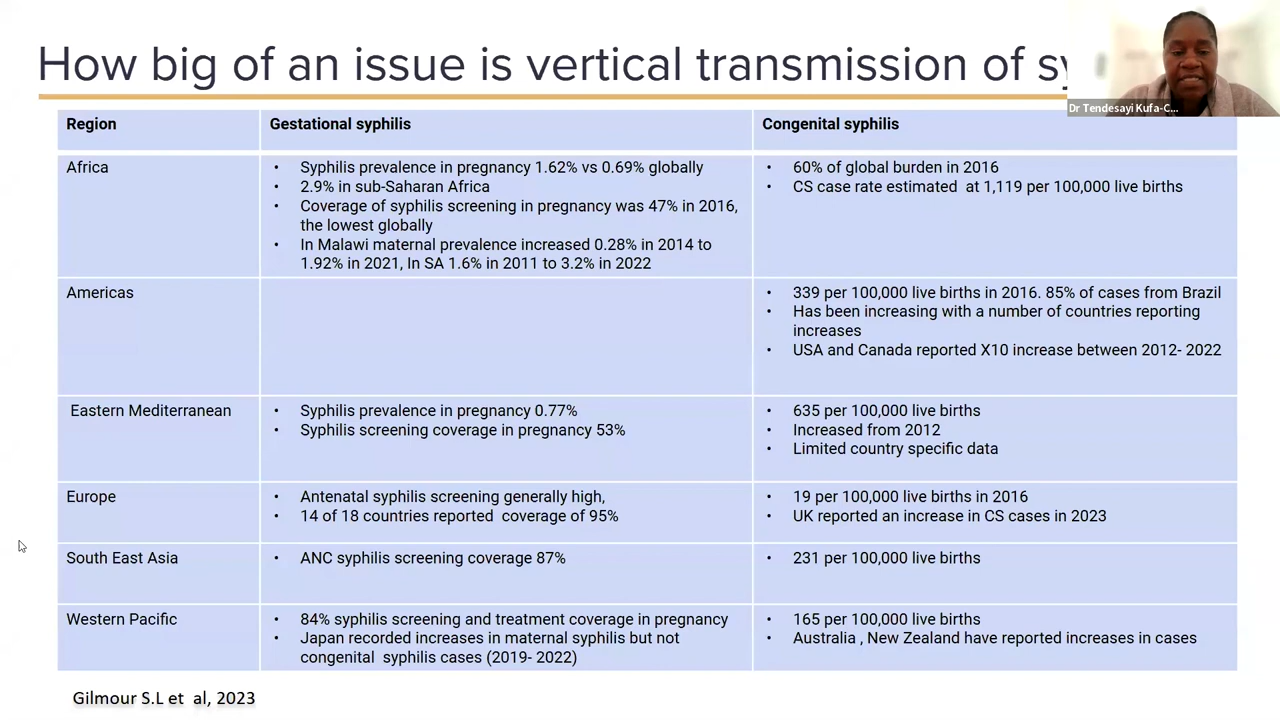 How big of an issue is vertical transmission of sy
Dr Tendesayi Kufa-C...
Region
Gestational syphilis
Congenital syphilis
Africa
• Syphilis prevalence in pregnancy 1.62% vs 0.69% globally
• 2.9% in sub-Saharan Africa
• Coverage of syphilis screening in pregnancy was 47% in 2016,
the lowest globally
• In Malawi maternal prevalence increased 0.28% in 2014 to
1.92% in 2021, In SA 1.6% in 2011 to 3.2% in 2022
• 60% of global burden in 2016
• CS case rate estimated at 1,119 per 100,000 live births
Americas
• 339 per 100,000 live births in 2016. 85% of cases from Brazil
• Has been increasing with a number of countries reporting
increases
• USA and Canada reported X10 increase between 2012- 2022
Eastern Mediterranean
• Syphilis prevalence in pregnancy 0.77%
• Syphilis screening coverage in pregnancy 53%
• 635 per 100,000 live births
• Increased from 2012
• Limited country specific data
Europe
• Antenatal syphilis screening generally high,
• 14 of 18 countries reported coverage of 95%
• 19 per 100,000 live births in 2016
• UK reported an increase in CS cases in 2023
South East Asia
• ANC syphilis screening coverage 87%
• 231 per 100,000 live births
Western Pacific
• 84% syphilis screening and treatment coverage in pregnancy
• Japan recorded increases in maternal syphilis but not
congenital syphilis cases (2019- 2022)
• 165 per 100,000 live births
• Australia , New Zealand have reported increases in cases
Gilmour S.L et al, 2023